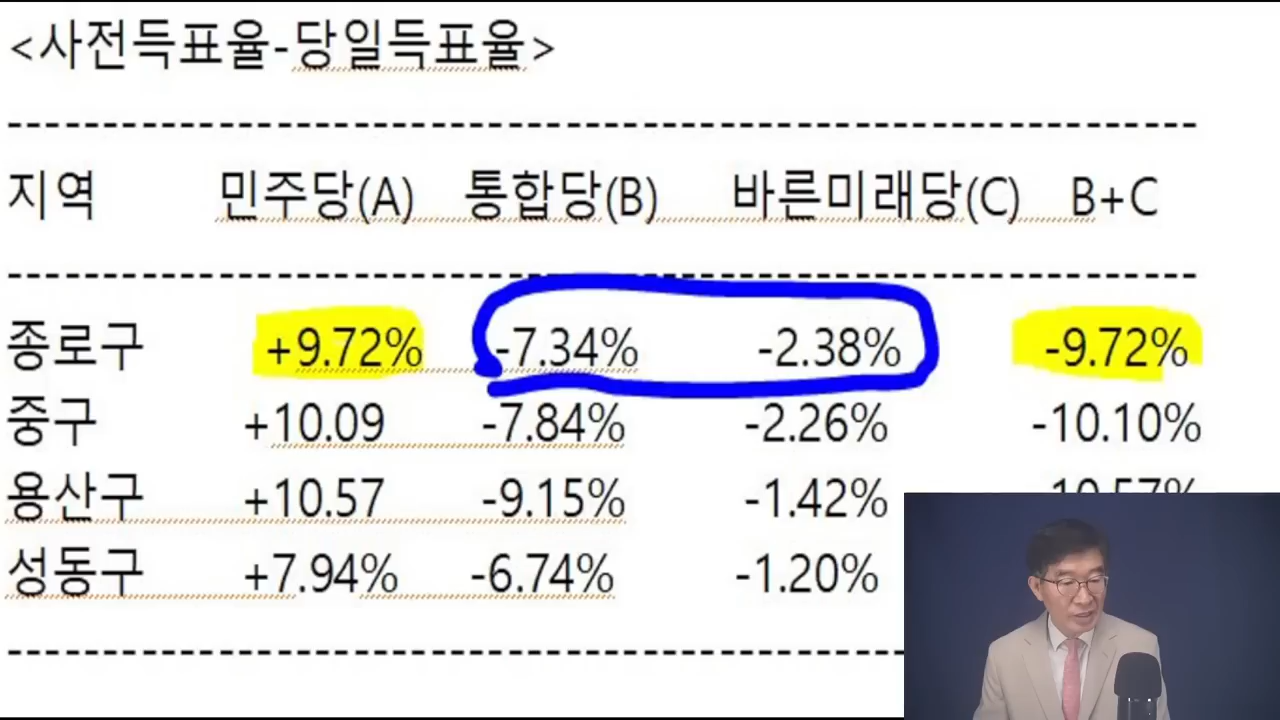 <사전득표율-당일득표율>
지역 민주당(A) 통합당(B) 바른미래당(C) B+C
종로구 +9.72% -7.34% -2.38% -9.72%
중구 +10.09 -7.84% -2.26% -10.10%
용산구 +10.57 -9.15% -1.42%
성동구 +7.94% -6.74% -1.20%